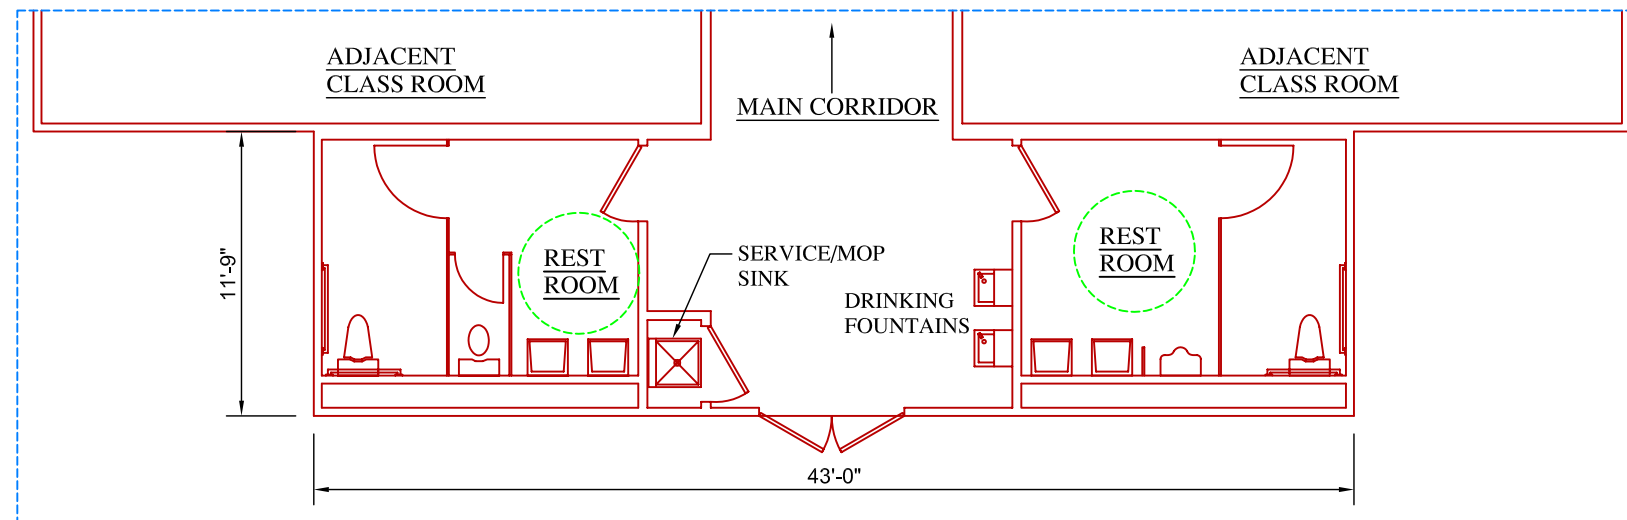 ADJACENT
CLASS ROOM
MAIN CORRIDOR
ADJACENT
CLASS ROOM
11'-9"
REST
ROOM
SERVICE/MOP
SINK
DRINKING
FOUNTAINS
REST
ROOM
43'-0"